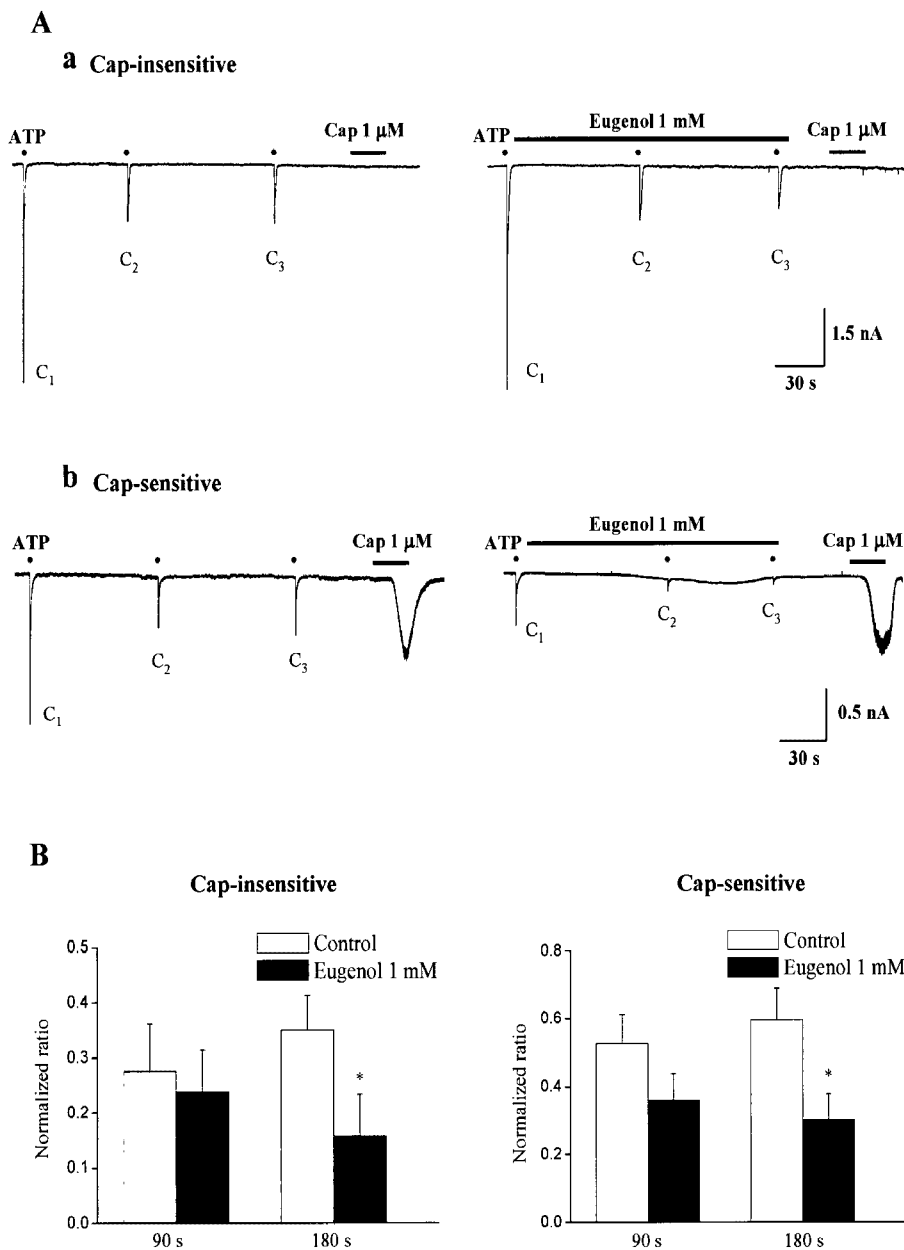 A
a Cap-insensitive
ATP Cap 1 μM
C1
C2
C3
ATP Eugenol 1 mM Cap 1 μM
C1
C2
C3
1.5 nA
30 s
b Cap-sensitive
ATP Cap 1 μM
C1
C2
C3
ATP Eugenol 1 mM Cap 1 μM
C1
C2
C3
0.5 nA
30 s
B
Cap-insensitive
Control
Eugenol 1 mM
Normalized ratio
0.5
0.4
0.3
0.2
0.1
0.0
*
90 s 180 s
Cap-sensitive
Control
Eugenol 1 mM
Normalized ratio
0.8
0.6
0.4
0.2
0.0
*
90 s 180 s